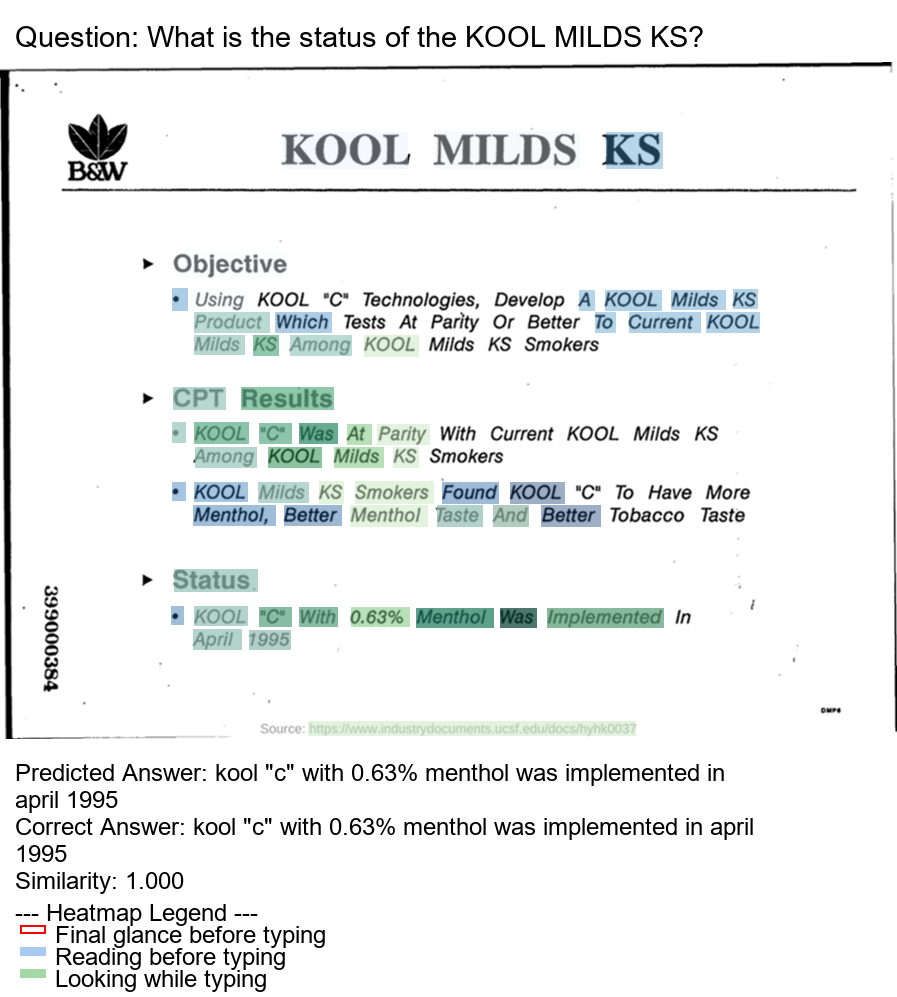 Question: What is the status of the KOOL MILDS KS?
B&W
KOOL MILDS KS
Objective
• Using KOOL "C" Technologies, Develop A KOOL Milds KS
Product Which Tests At Parity Or Better To Current KOOL
Milds KS Among KOOL Milds KS Smokers
CPT Results
• KOOL "C" Was At Parity With Current KOOL Milds KS
Among KOOL Milds KS Smokers
• KOOL Milds KS Smokers Found KOOL "C" To Have More
Menthol, Better Menthol Taste And Better Tobacco Taste
Status
• KOOL "C" With 0.63% Menthol Was Implemented In
April 1995
399000384
DMP6
Source: https://www.industrydocuments.ucsf.edu/docs/hyhk0037
Predicted Answer: kool "c" with 0.63% menthol was implemented in
april 1995
Correct Answer: kool "c" with 0.63% menthol was implemented in april
1995
Similarity: 1.000
--- Heatmap Legend ---
Final glance before typing
Reading before typing
Looking while typing